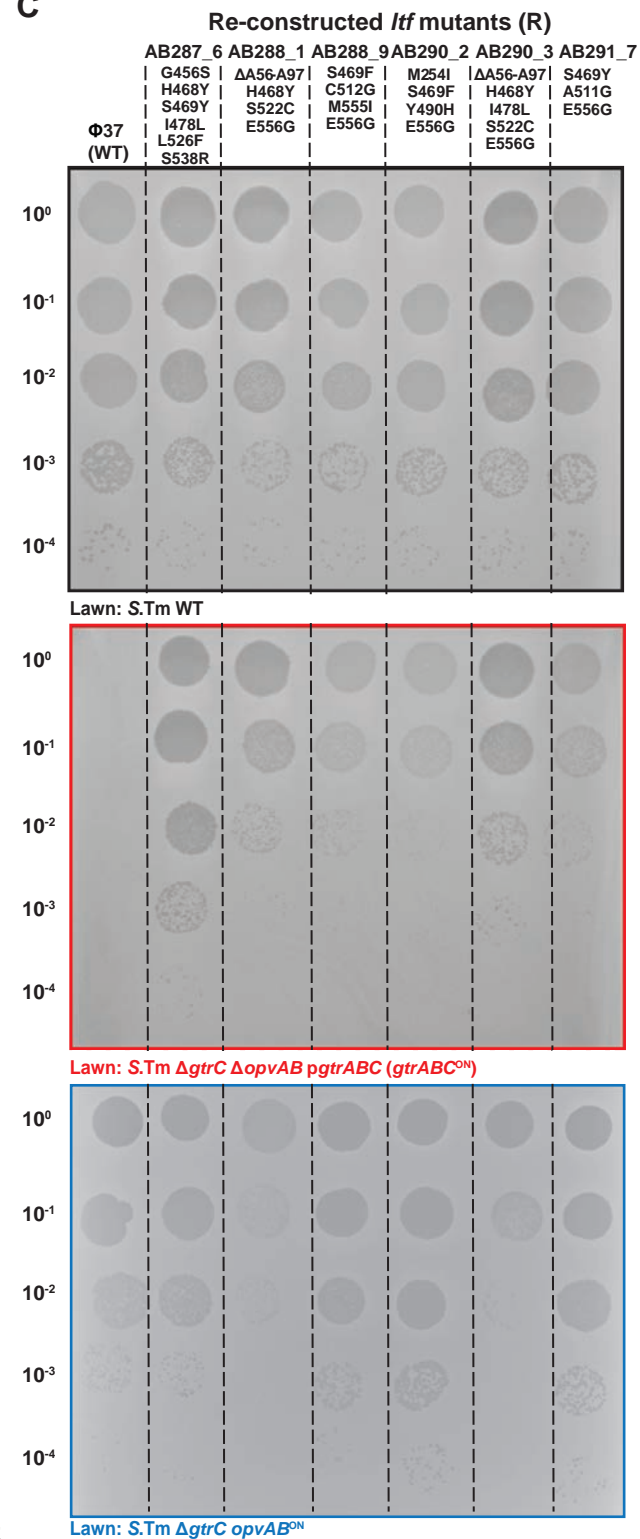 C
Re-constructed ltf mutants (R)
Φ37
(WT)
AB287_6
G456S
H468Y
S469Y
I478L
L526F
S538R
AB288_1
ΔA56-A97
H468Y
S522C
E556G
AB288_9
S469F
C512G
M555I
E556G
AB290_2
M254I
S469F
Y490H
E556G
AB290_3
ΔA56-A97
H468Y
I478L
S522C
E556G
AB291_7
S469Y
A511G
E556G
10⁰
10⁻¹
10⁻²
10⁻³
10⁻⁴
Lawn: S.Tm WT
10⁰
10⁻¹
10⁻²
10⁻³
10⁻⁴
Lawn: S.Tm ΔgtrC ΔopvAB pgtrABC (gtrABCᴼᴺ)
10⁰
10⁻¹
10⁻²
10⁻³
10⁻⁴
Lawn: S.Tm ΔgtrC opvABᴼᴺ